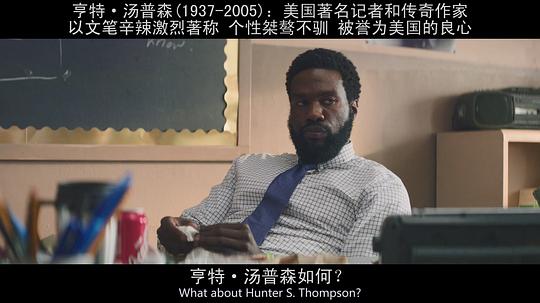 亨特·汤普森(1937-2005): 美国著名记者和传奇作家
以文笔辛辣激烈著称 个性桀骜不驯 被誉为美国的良心
亨特·汤普森如何?
What about Hunter S. Thompson?